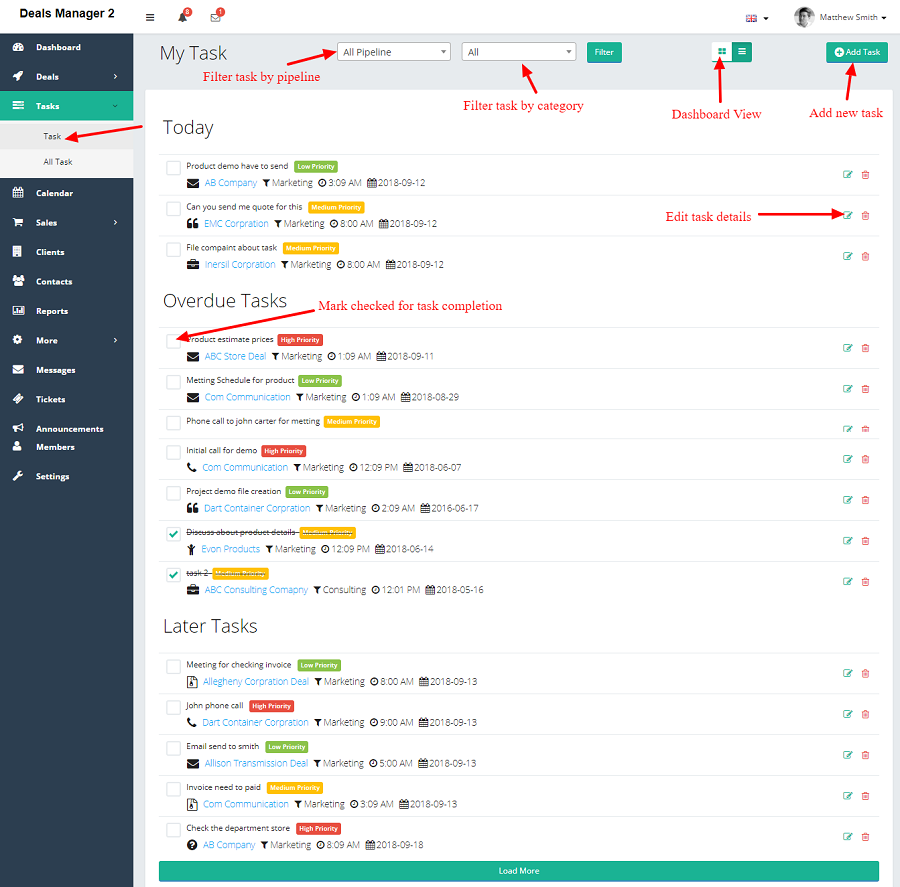 Deals Manager 2
8
1
Matthew Smith
Dashboard
Deals
Tasks
Task
All Task
Calendar
Sales
Clients
Contacts
Reports
More
Messages
Tickets
Announcements
Members
Settings
My Task
All Pipeline
All
Filter
Add Task
Filter task by pipeline
Filter task by category
Dashboard View
Add new task
Today
Product demo have to send Low Priority
AB Company Marketing 3:09 AM 2018-09-12
Can you send me quote for this Medium Priority
EMC Corpration Marketing 8:00 AM 2018-09-12
Edit task details
File compaint about task Medium Priority
Inersil Corpration Marketing 8:00 AM 2018-09-12
Overdue Tasks
Mark checked for task completion
Product estimate prices High Priority
ABC Store Deal Marketing 1:09 AM 2018-09-11
Metting Schedule for product Low Priority
Com Communication Marketing 1:09 AM 2018-08-29
Phone call to john carter for metting Medium Priority
Initial call for demo High Priority
Com Communication Marketing 12:09 PM 2018-06-07
Project demo file creation Low Priority
Dart Container Corpration Marketing 2:09 AM 2016-06-17
Discuss about product details Medium Priority
Evon Products Marketing 12:09 PM 2018-06-14
task 2 Medium Priority
ABC Consulting Comapny Consulting 12:01 PM 2018-05-16
Later Tasks
Meeting for checking invoice Low Priority
Allegheny Corpration Deal Marketing 8:00 AM 2018-09-13
John phone call High Priority
Dart Container Corpration Marketing 9:00 AM 2018-09-13
Email send to smith Low Priority
Allison Transmission Deal Marketing 5:00 AM 2018-09-13
Invoice need to paid Medium Priority
Com Communication Marketing 3:09 AM 2018-09-13
Check the department store High Priority
AB Company Marketing 8:09 AM 2018-09-18
Load More